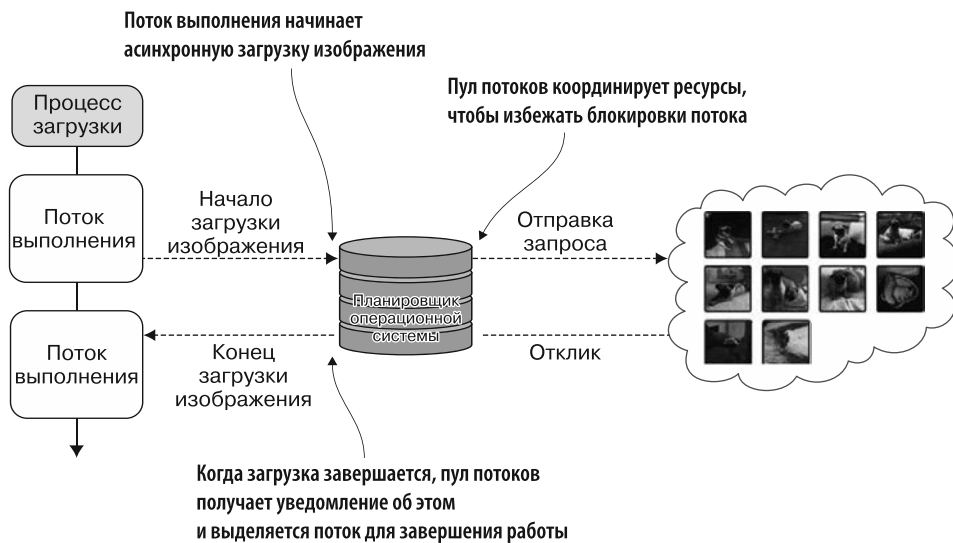 Поток выполнения начинает
асинхронную загрузку изображения
Пул потоков координирует ресурсы,
чтобы избежать блокировки потока
Процесс
загрузки
Поток
выполнения
Начало
загрузки
изображения
Отправка
запроса
Планировщик
операционной
системы
Поток
выполнения
Конец
загрузки
изображения
Отклик
Когда загрузка завершается, пул потоков
получает уведомление об этом
и выделяется поток для завершения работы